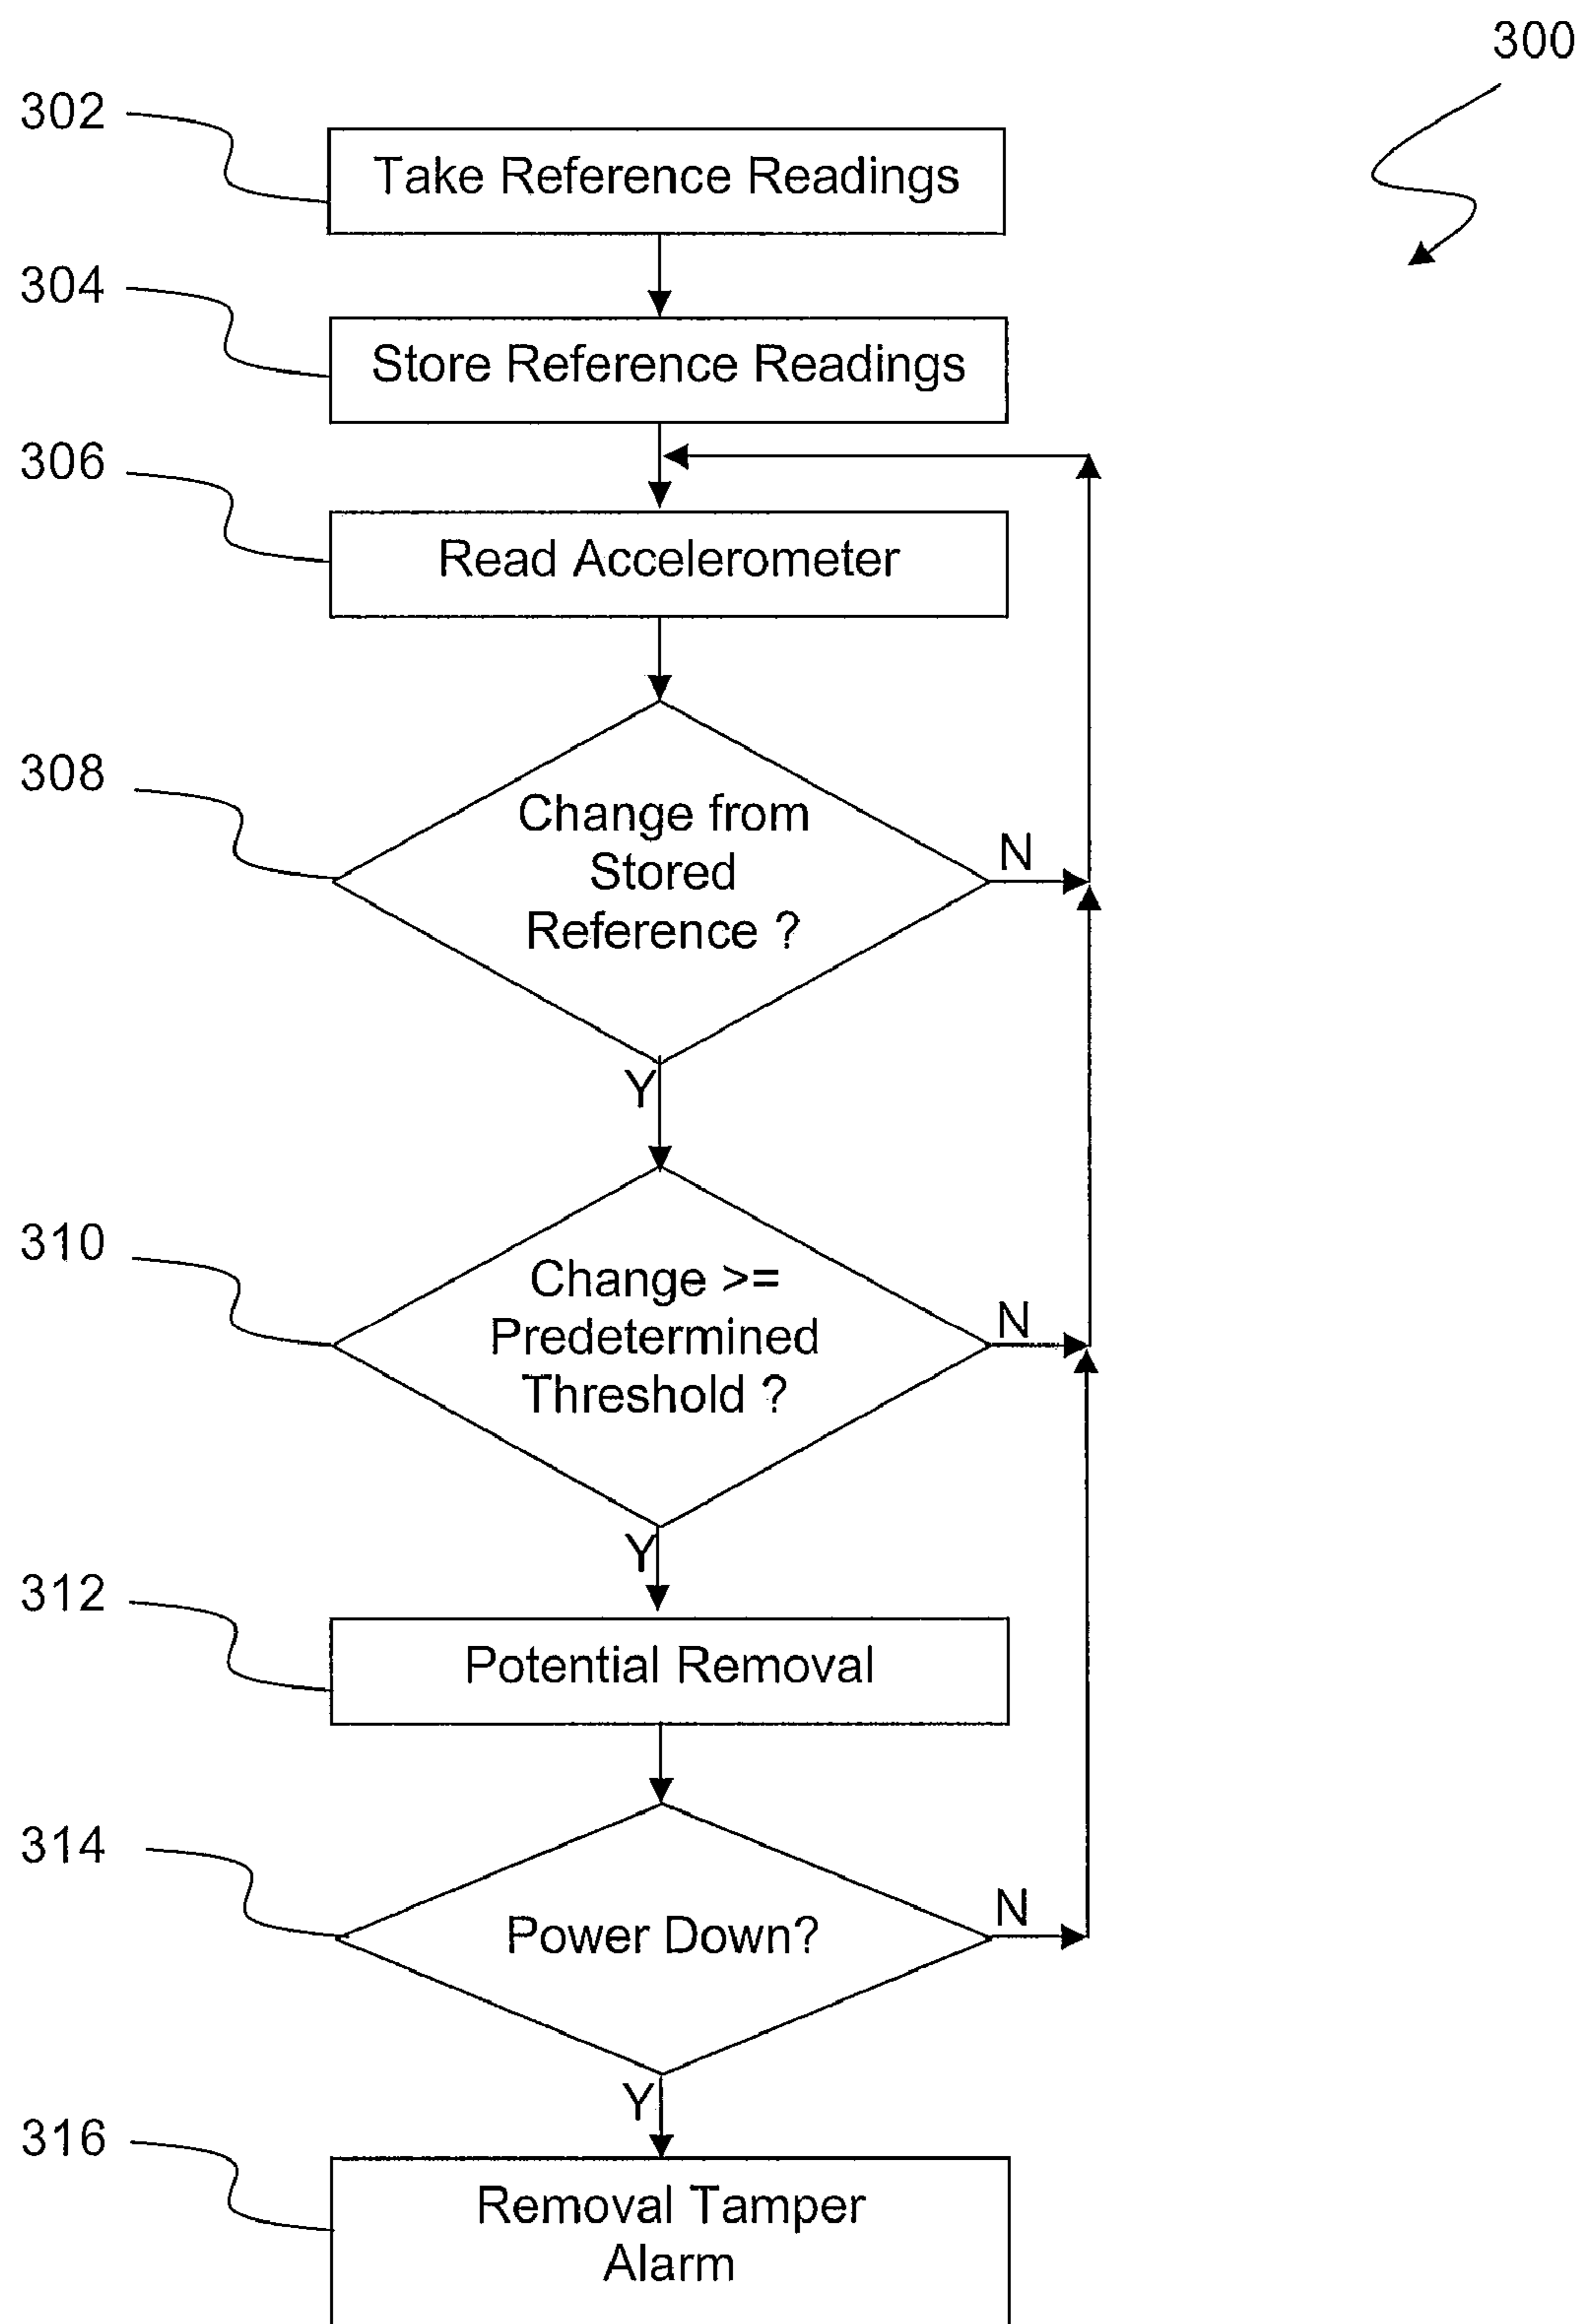 300
302
Take Reference Readings
304
Store Reference Readings
306
Read Accelerometer
308
Change from
Stored
Reference ?
N
Y
310
Change >=
Predetermined
Threshold ?
N
Y
312
Potential Removal
314
Power Down?
N
Y
316
Removal Tamper
Alarm